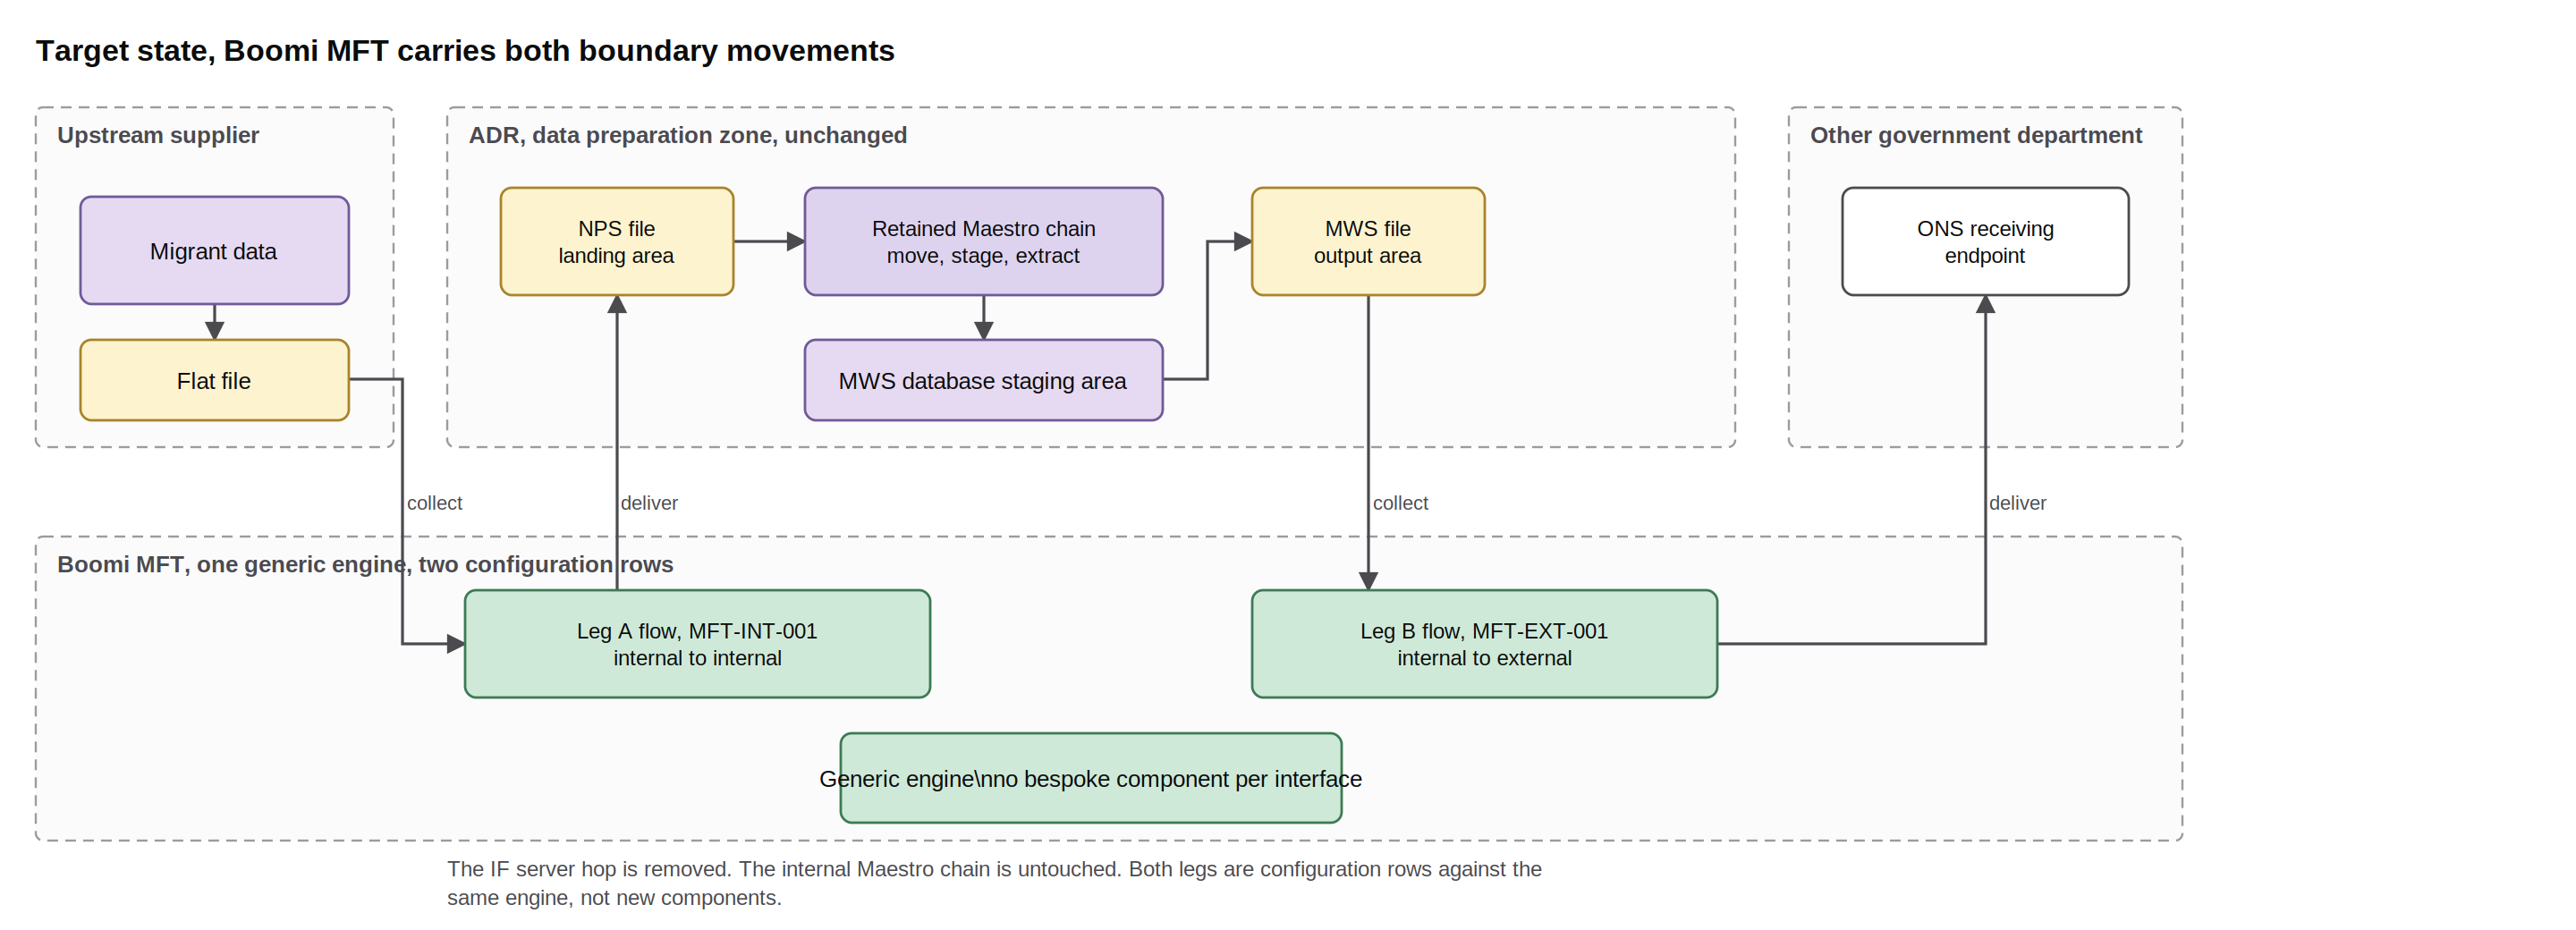 Target state, Boomi MFT carries both boundary movements
Upstream supplier
Migrant data
Flat file
ADR, data preparation zone, unchanged
NPS file
landing area
Retained Maestro chain
move, stage, extract
MWS database staging area
MWS file
output area
Other government department
ONS receiving
endpoint
collect
deliver
collect
deliver
Boomi MFT, one generic engine, two configuration rows
Leg A flow, MFT-INT-001
internal to internal
Leg B flow, MFT-EXT-001
internal to external
Generic engine\nno bespoke component per interface
The IF server hop is removed. The internal Maestro chain is untouched. Both legs are configuration rows against the
same engine, not new components.